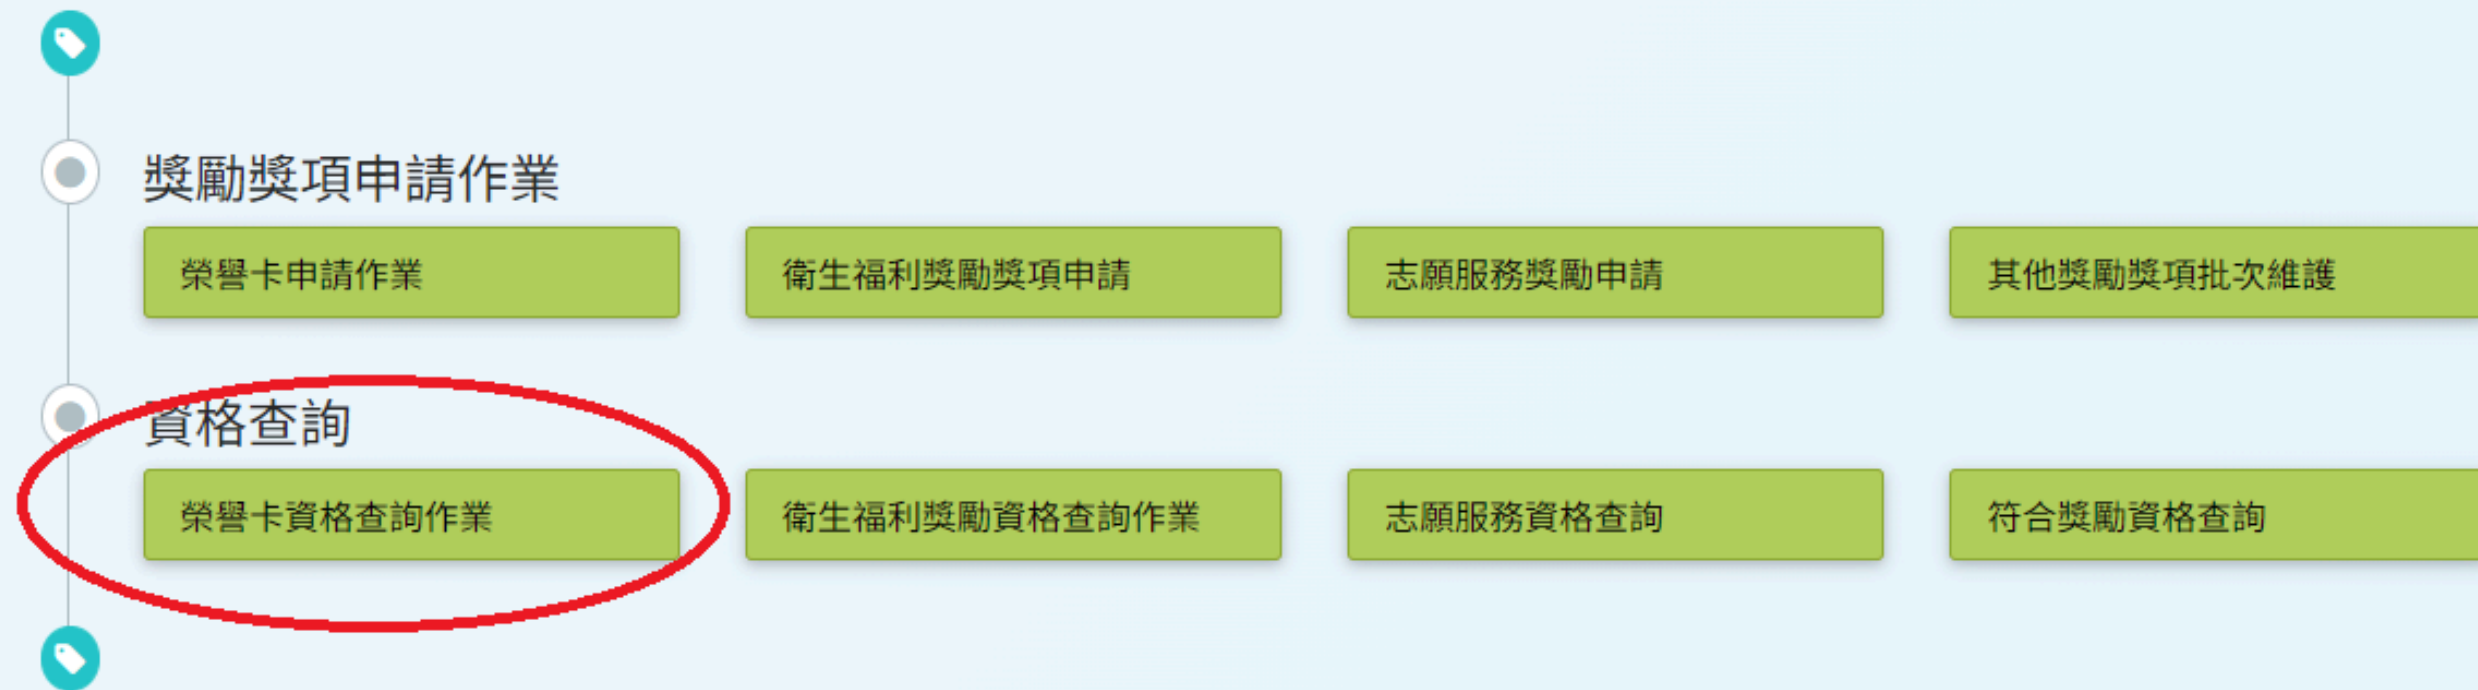 獎勵獎項申請作業
榮譽卡申請作業
衛生福利獎勵獎項申請
志願服務獎勵申請
其他獎勵獎項批次維護
資格查詢
榮譽卡資格查詢作業
衛生福利獎勵資格查詢作業
志願服務資格查詢
符合獎勵資格查詢